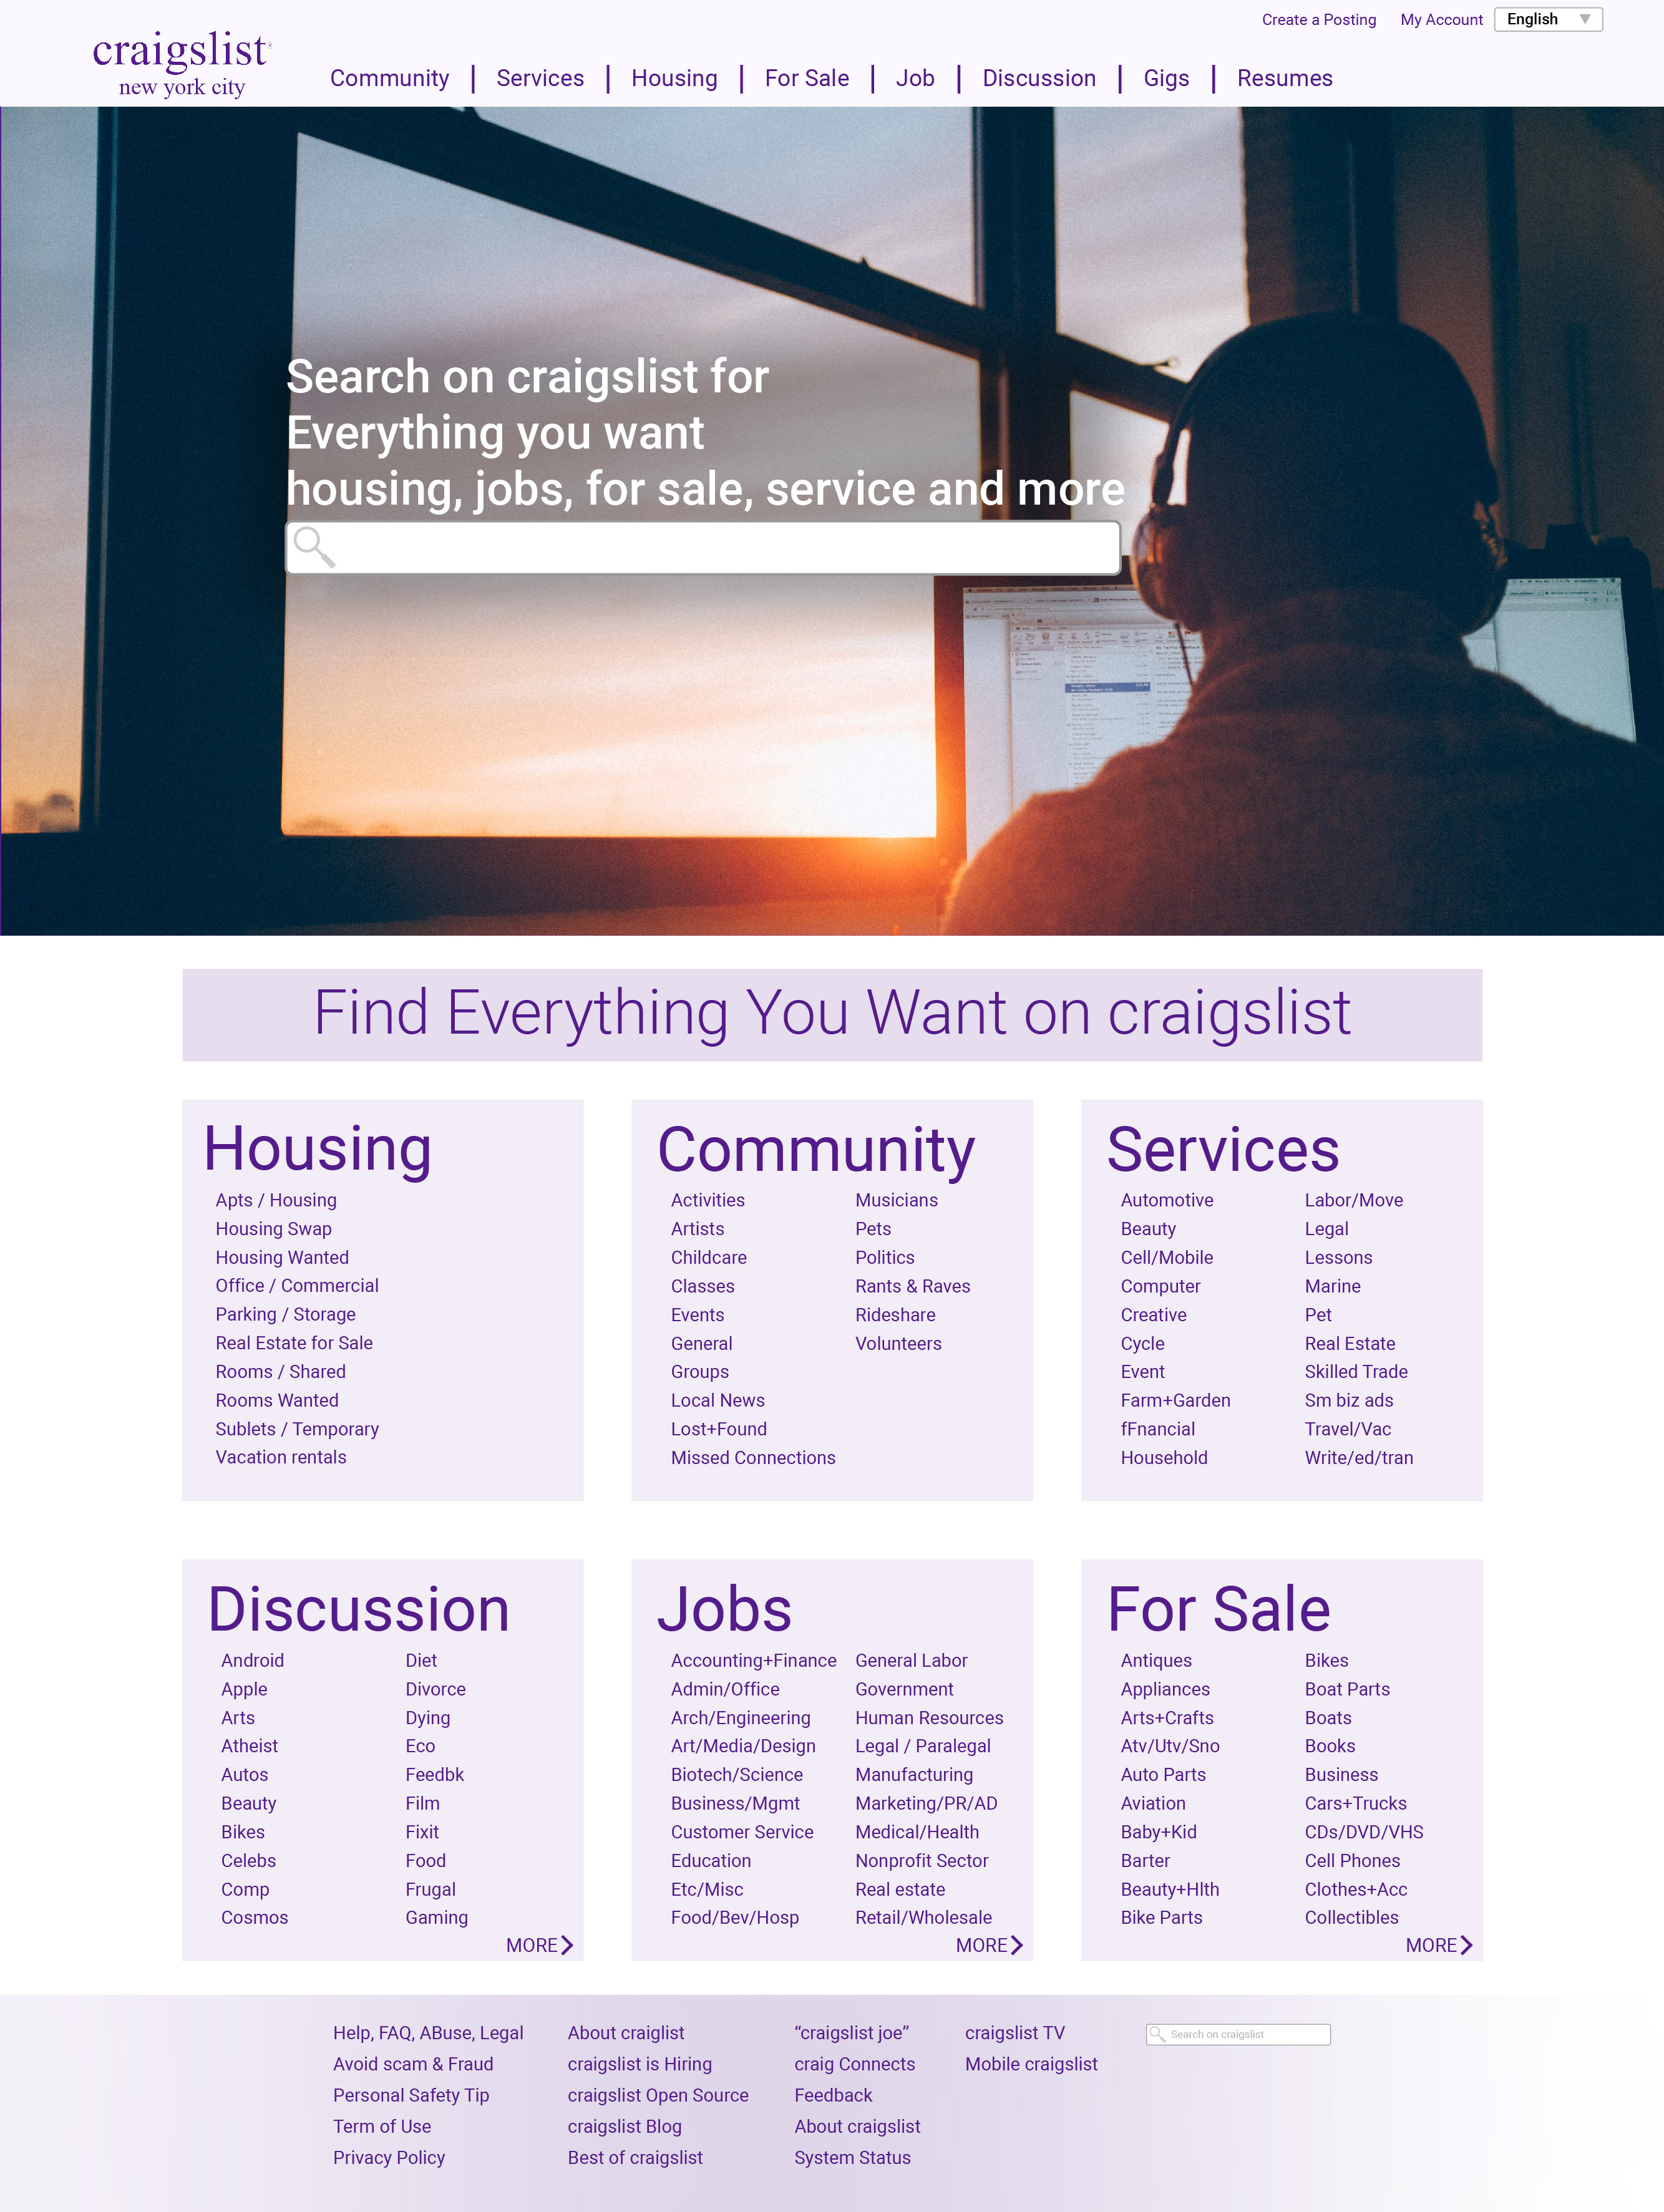 Create a Posting My Account English
craigslist
new york city
Community Services Housing For Sale Job Discussion Gigs Resumes
Search on craigslist for
Everything you want
housing, jobs, for sale, service and more
Find Everything You Want on craigslist
Housing
Apts / Housing
Housing Swap
Housing Wanted
Office / Commercial
Parking / Storage
Real Estate for Sale
Rooms / Shared
Rooms Wanted
Sublets / Temporary
Vacation rentals
Community
Activities
Artists
Childcare
Classes
Events
General
Groups
Local News
Lost+Found
Missed Connections
Musicians
Pets
Politics
Rants & Raves
Rideshare
Volunteers
Services
Automotive
Beauty
Cell/Mobile
Computer
Creative
Cycle
Event
Farm+Garden
fFnancial
Household
Labor/Move
Legal
Lessons
Marine
Pet
Real Estate
Skilled Trade
Sm biz ads
Travel/Vac
Write/ed/tran
Discussion
Android
Apple
Arts
Atheist
Autos
Beauty
Bikes
Celebs
Comp
Cosmos
Diet
Divorce
Dying
Eco
Feedbk
Film
Fixit
Food
Frugal
Gaming
MORE
Jobs
Accounting+Finance
Admin/Office
Arch/Engineering
Art/Media/Design
Biotech/Science
Business/Mgmt
Customer Service
Education
Etc/Misc
Food/Bev/Hosp
General Labor
Government
Human Resources
Legal / Paralegal
Manufacturing
Marketing/PR/AD
Medical/Health
Nonprofit Sector
Real estate
Retail/Wholesale
MORE
For Sale
Antiques
Appliances
Arts+Crafts
Atv/Utv/Sno
Auto Parts
Aviation
Baby+Kid
Barter
Beauty+Hlth
Bike Parts
Bikes
Boat Parts
Boats
Books
Business
Cars+Trucks
CDs/DVD/VHS
Cell Phones
Clothes+Acc
Collectibles
MORE
Help, FAQ, ABuse, Legal
Avoid scam & Fraud
Personal Safety Tip
Term of Use
Privacy Policy
About craiglist
craigslist is Hiring
craigslist Open Source
craigslist Blog
Best of craigslist
“craigslist joe”
craig Connects
Feedback
About craigslist
System Status
craigslist TV
Mobile craigslist
Search on craigslist